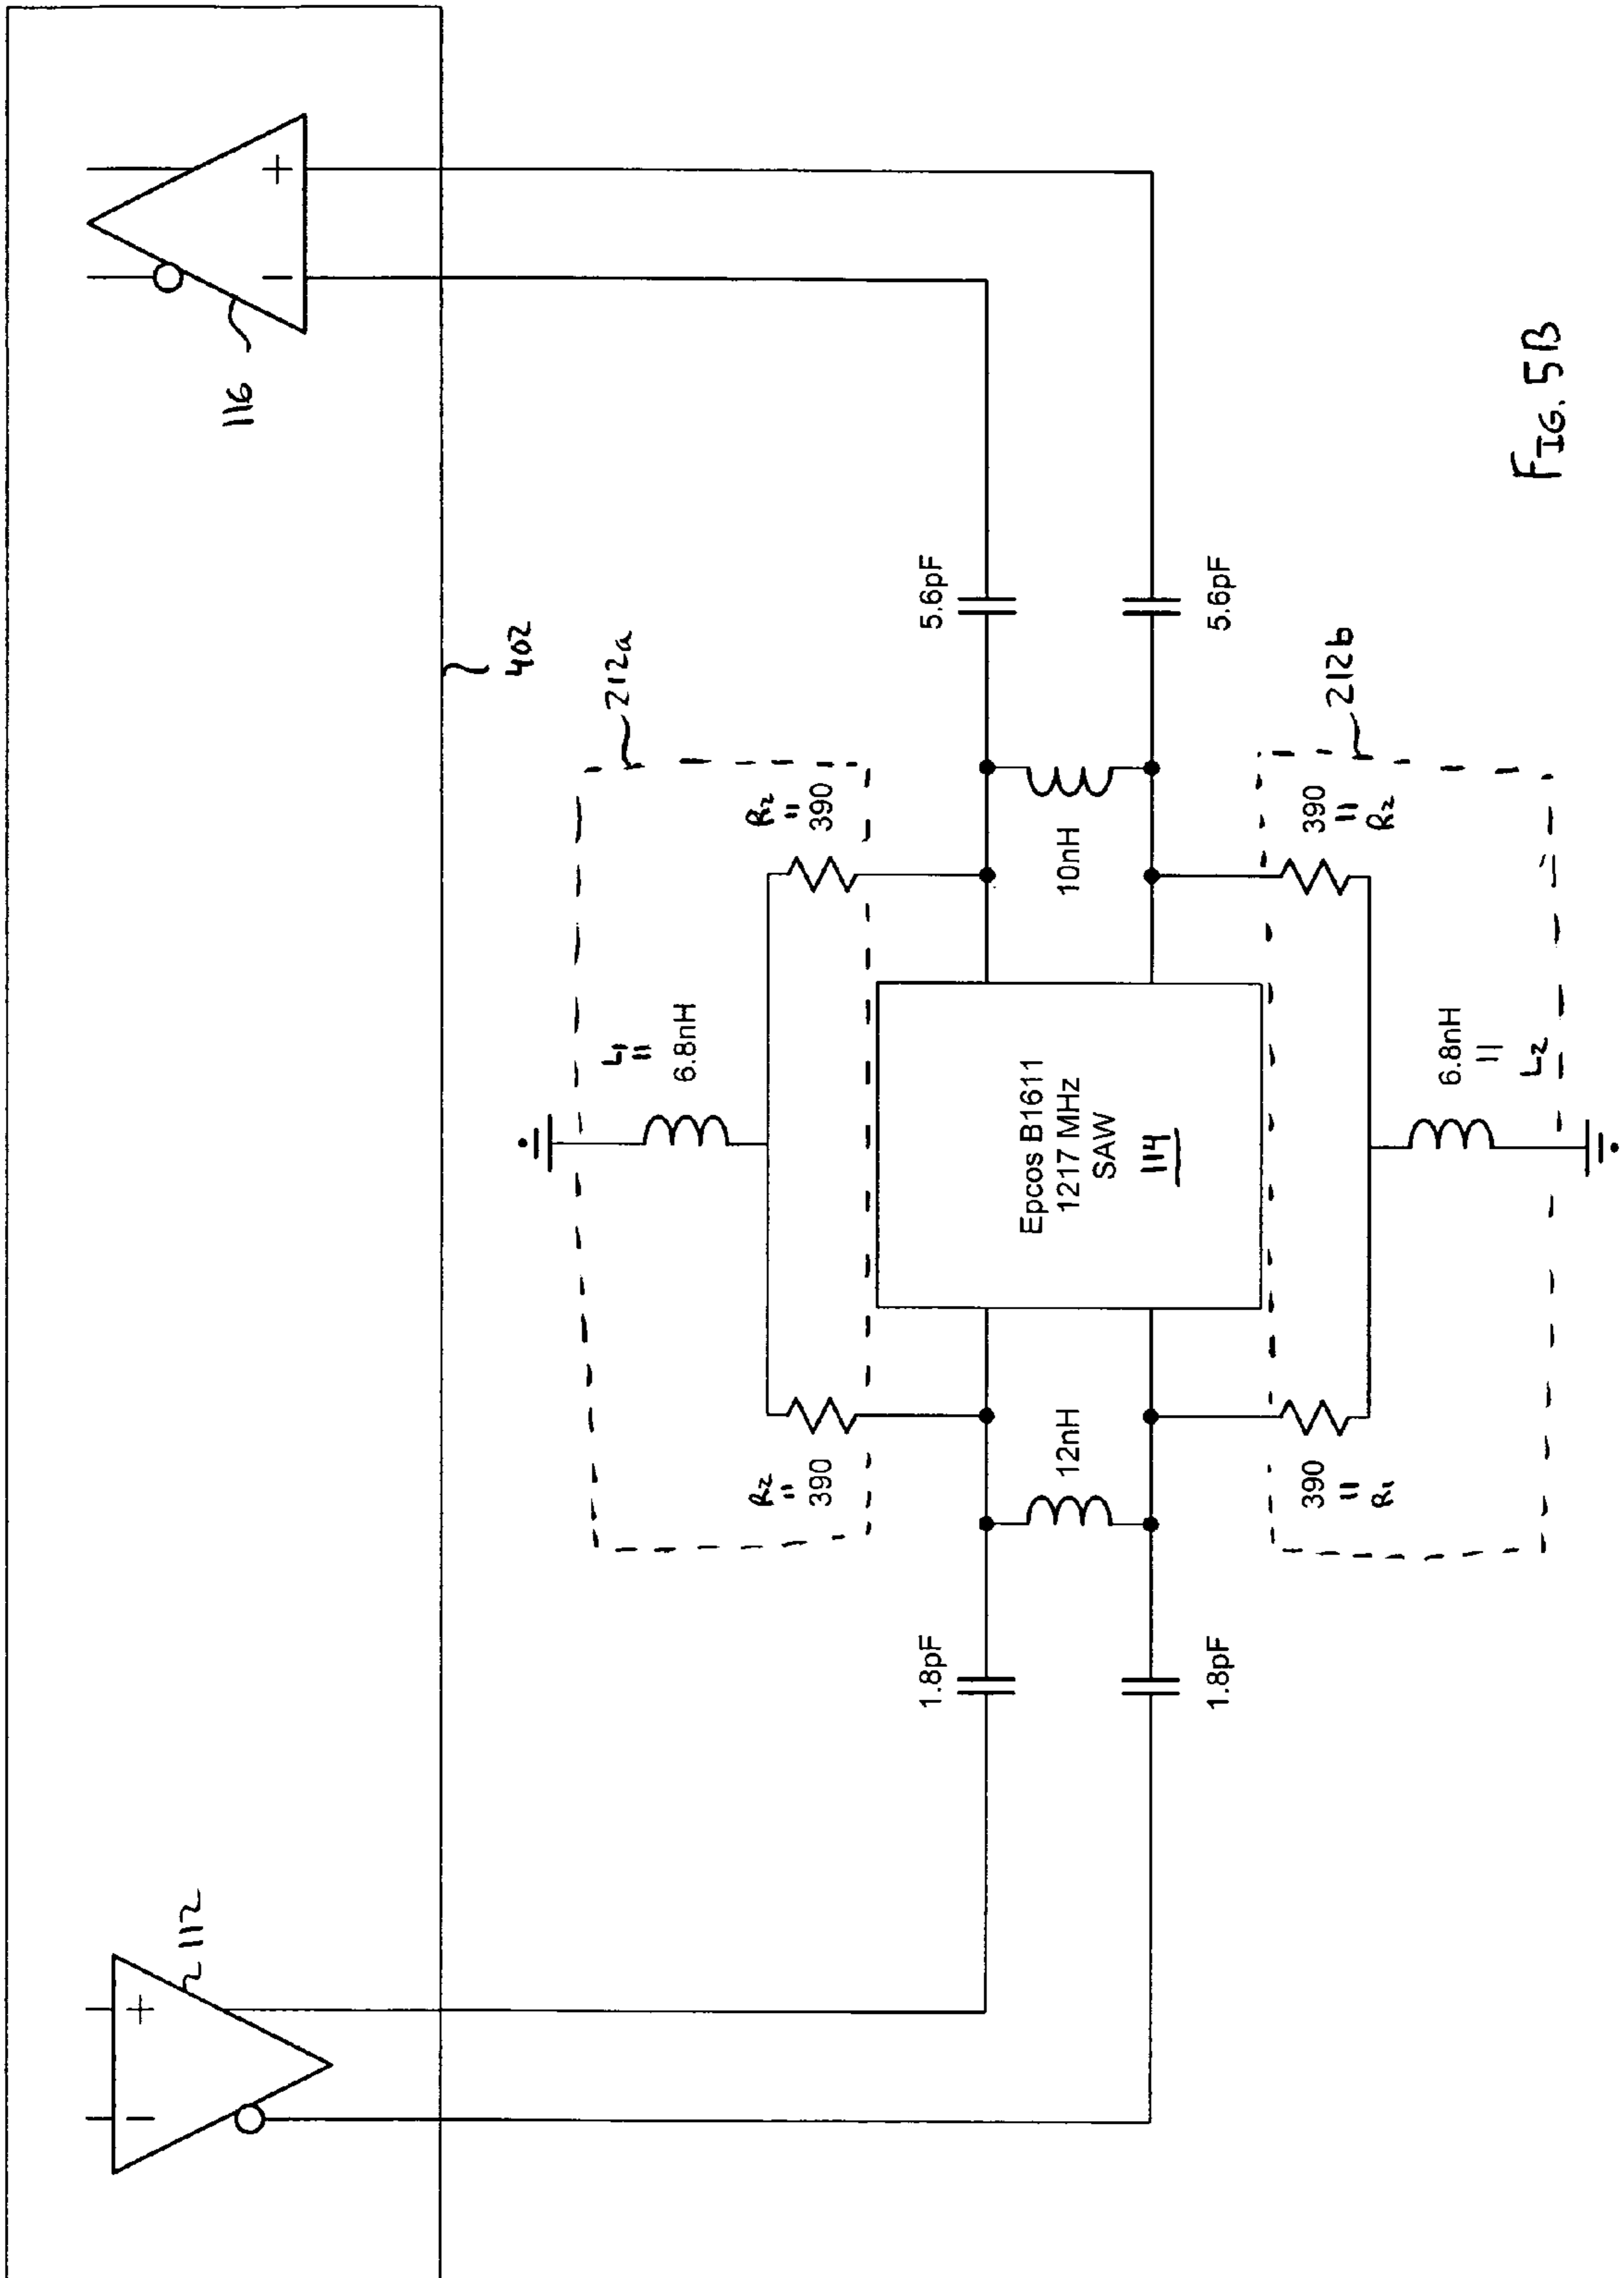 112
+
−
116
+
−
402
212a
L1
"
6.8nH
R2
"
390
R2
"
390
1.8pF
5.6pF
12nH
Epcos B1611
1217 MHz
SAW
114
10nH
1.8pF
5.6pF
390
"
R1
390
"
R2
212b
6.8nH
"
L2
FIG. 5B